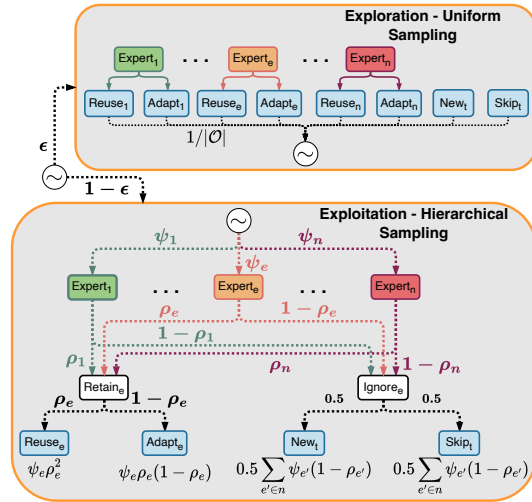 Exploration - Uniform
Sampling
Expert₁ . . . Expertₑ . . . Expertₙ
Reuse₁ Adapt₁ Reuseₑ Adaptₑ Reuseₙ Adaptₙ Newₜ Skipₜ
1/|𝒪|
∼
ϵ
∼
1 − ϵ
Exploitation - Hierarchical
Sampling
∼
ψ₁ ψₑ ψₙ
Expert₁ . . . Expertₑ . . . Expertₙ
ρₑ 1 − ρₑ
1 − ρ₁
ρ₁ ρₙ 1 − ρₙ
Retainₑ Ignoreₑ
ρₑ 1 − ρₑ 0.5 0.5
Reuseₑ Adaptₑ Newₜ Skipₜ
ψₑρₑ² ψₑρₑ(1 − ρₑ) 0.5 ∑ ψₑ′(1 − ρₑ′) 0.5 ∑ ψₑ′(1 − ρₑ′)
e′∈n e′∈n